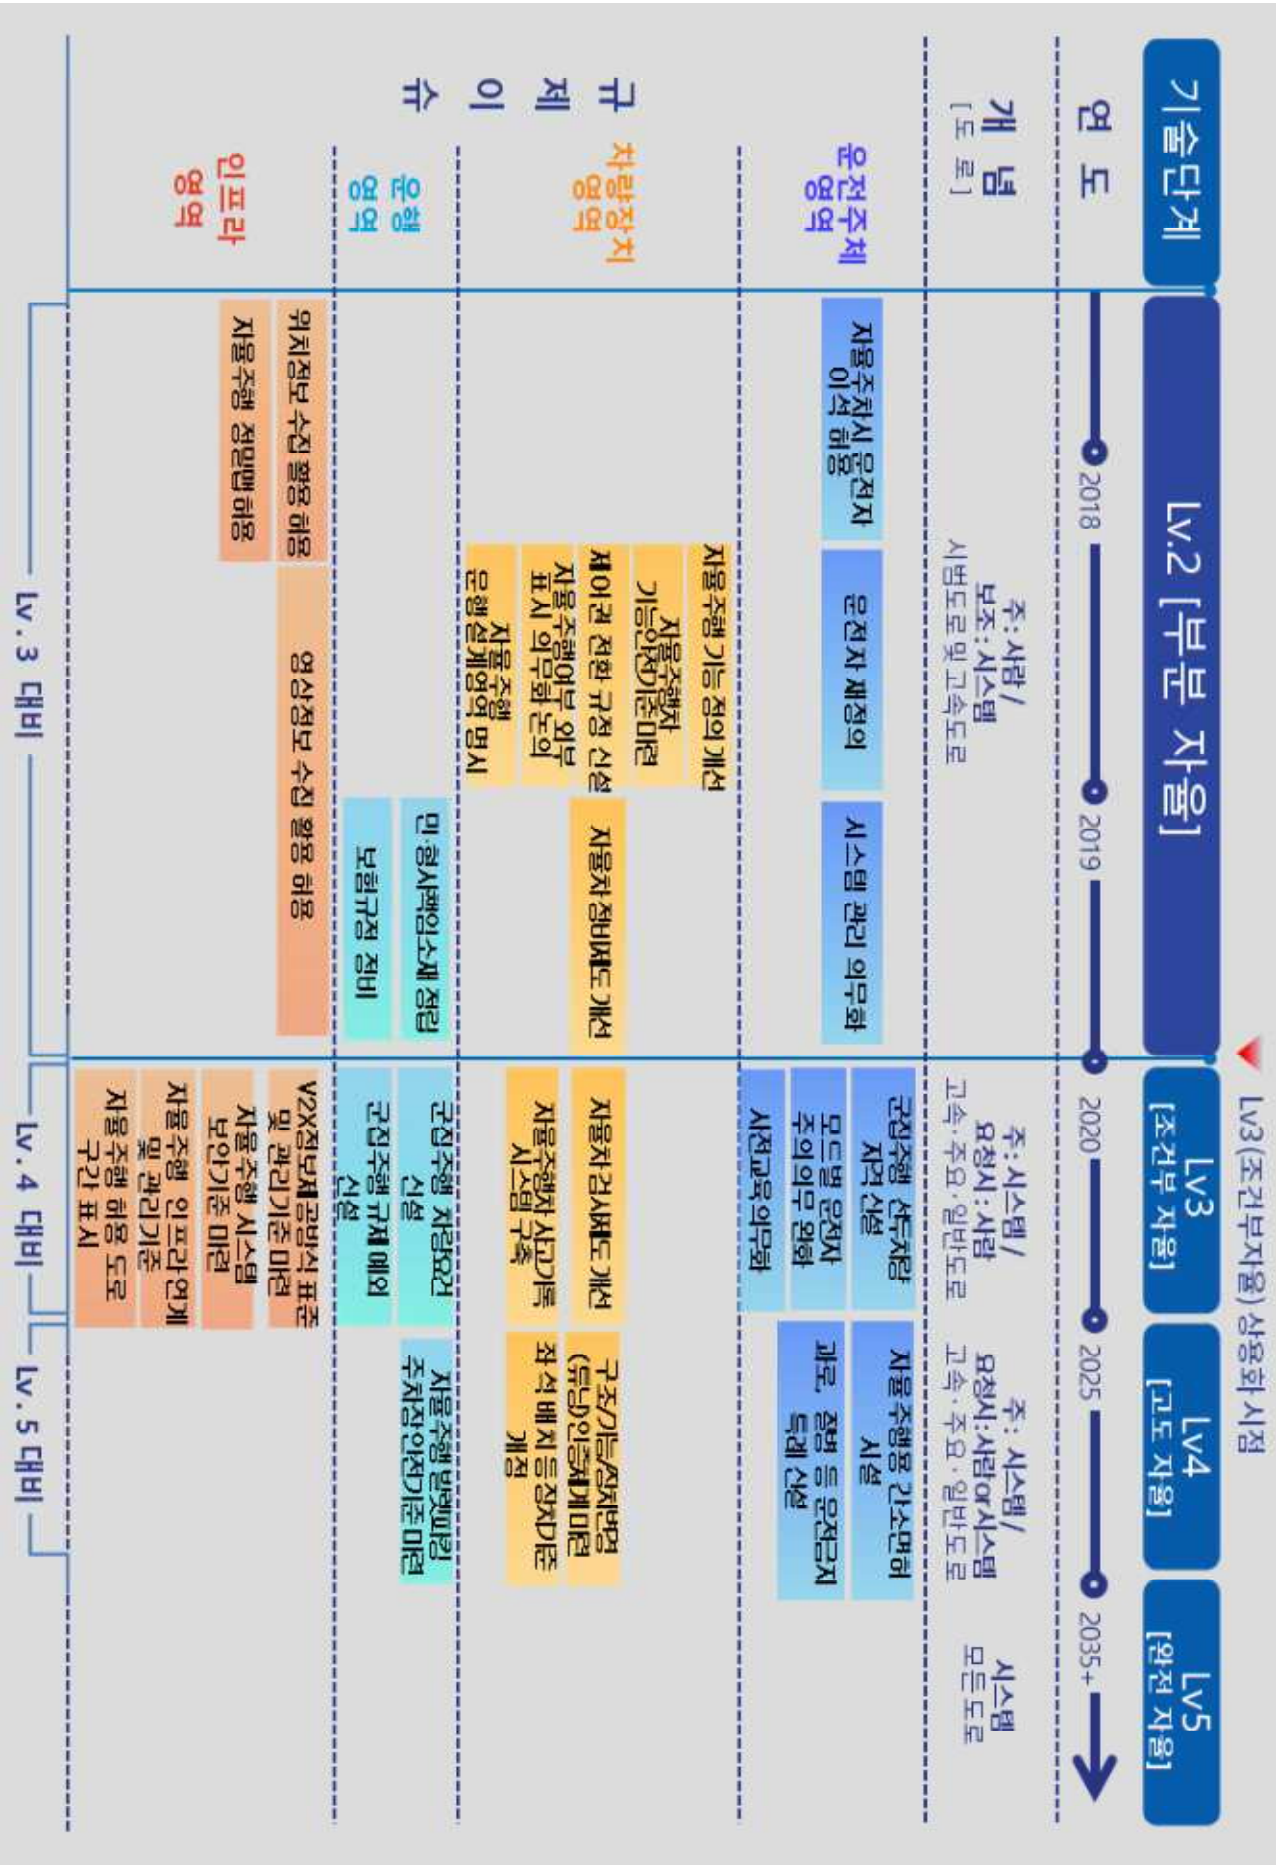 Lv3(조건부자율) 상용화 시점
기술단계
Lv.2 [부분 자율]
Lv3
[조건부 자율]
Lv4
[고도 자율]
Lv5
[완전 자율]
연 도
2018
2019
2020
2025
2035+
개 념
[도 로]
주: 사람/
보조: 시스템
시범도로 및 고속도로
주: 시스템/
요청시: 사람
고속·주요·일반도로
주: 시스템/
요청시:사람or시스템
고속·주요·일반도로
시스템
모든도로
규 제 이 슈
운전주체
영역
자율주차시 운전자
이석 허용
운전자 재정의
시스템 관리 의무화
군집주행 선두차량
자격 신설
모드별 운전자
주의의무 완화
사전교육의무화
자율주행용 간소면허
시설
과로, 질병 등 운전금지
특례 신설
차량장치
영역
자율주행 기능 정의 개선
자율주행차
기능안전기준 마련
제어권 전환 규정 신설
자율주행여부 외부
표시 의무화 논의
자율주행
운행설계영역 명시
자율차 정비제도 개선
자율차 검사제도 개선
자율주행차 사고기록
시스템 구축
구조/기능/장치변경
(튜닝) 인증체계 마련
좌석 배치 등 장치기준
개정
운행
영역
민·형사책임소재 정립
보험규정 정비
군집주행 차량요건
신설
군집주행 규제 예외
신설
자율주행 발렛파킹
주차장 안전기준 마련
인프라
영역
위치정보 수집 활용 허용
자율주행 정밀맵 허용
영상정보 수집 활용 허용
V2X정보제공방식 표준
및 관리기준 마련
자율주행 시스템
보안기준 마련
자율주행 인프라 연계
및 관리기준
자율주행 허용 도로
구간 표시
Lv.3 대비
Lv.4 대비
Lv.5 대비